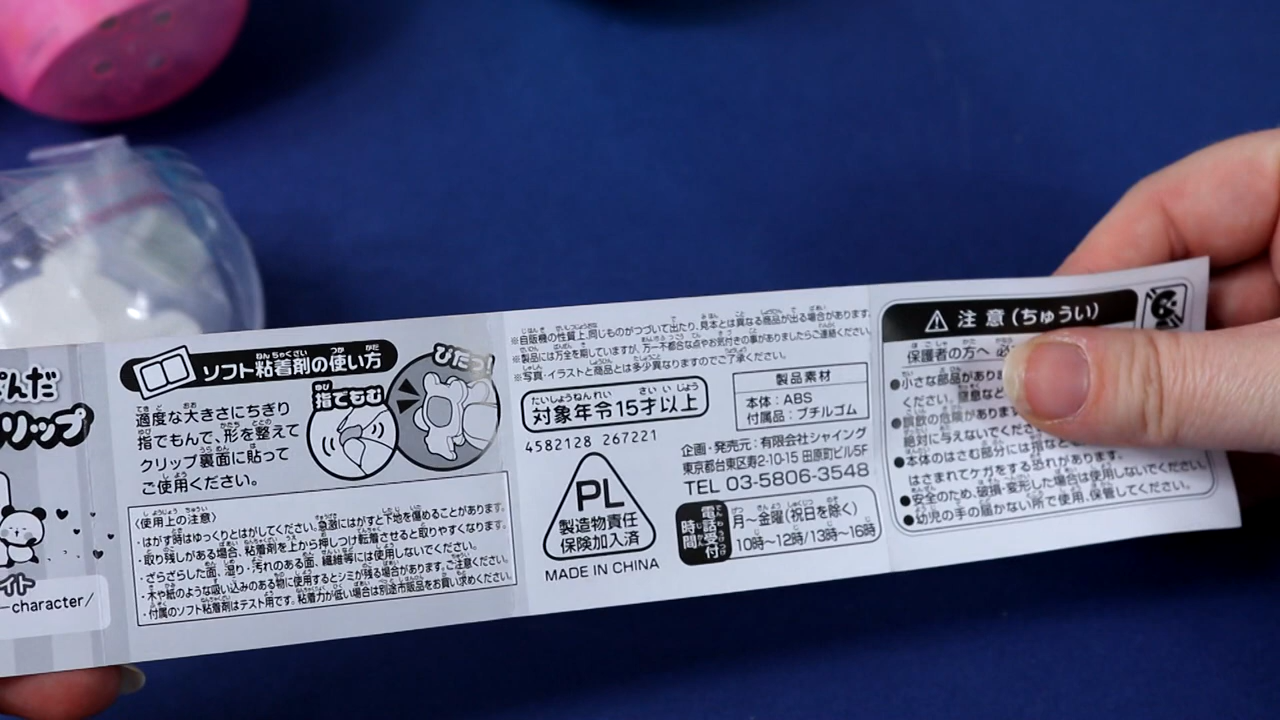 ぱんだ
リップ
イト
character/
ソフト粘着剤の使い方
適度な大きさにちぎり
指でもんで、形を整えて
クリップ裏面に貼って
ご使用ください。
指でもむ
ぴたっ!
〈使用上の注意〉
・はがす時はゆっくりとはがしてください。急激にはがすと下地を傷めることがあります。
・取り残しがある場合、粘着剤を上から押しつけ転着させると取りやすくなります。
・ざらざらした面、湿り・汚れのある面、繊維等には使用しないでください。
・木や紙のような吸い込みのある物に使用するとシミが残る場合があります。ご注意ください。
・付属のソフト粘着剤はテスト用です。粘着力が低い場合は別途市販品をお買い求めください。
※自販機の性質上、同じものがつづいて出たり、見本とは異なる商品が出る場合があります。
※製品には万全を期していますが、万一不都合な点やお気付きの事がありましたらご連絡ください。
※写真・イラストと商品とは多少異なりますのでご了承ください。
対象年令15才以上
4582128 267221
製品素材
本体:ABS
付属品:ブチルゴム
PL
製造物責任
保険加入済
MADE IN CHINA
企画・発売元:有限会社シャイング
東京都台東区寿2-10-15 田原町ビル5F
TEL 03-5806-3548
電話受付
時間
月〜金曜(祝日を除く)
10時〜12時/13時〜16時
注意(ちゅうい)
保護者の方へ 必
●小さな部品があり
ください。窒息など
●誤飲の危険があります
絶対に与えないでくださ
●本体のはさむ部分には指など
はさまれてケガをする恐れがあります。
●安全のため、破損・変形した場合は使用しないでください。
●幼児の手の届かない所で使用、保管してください。